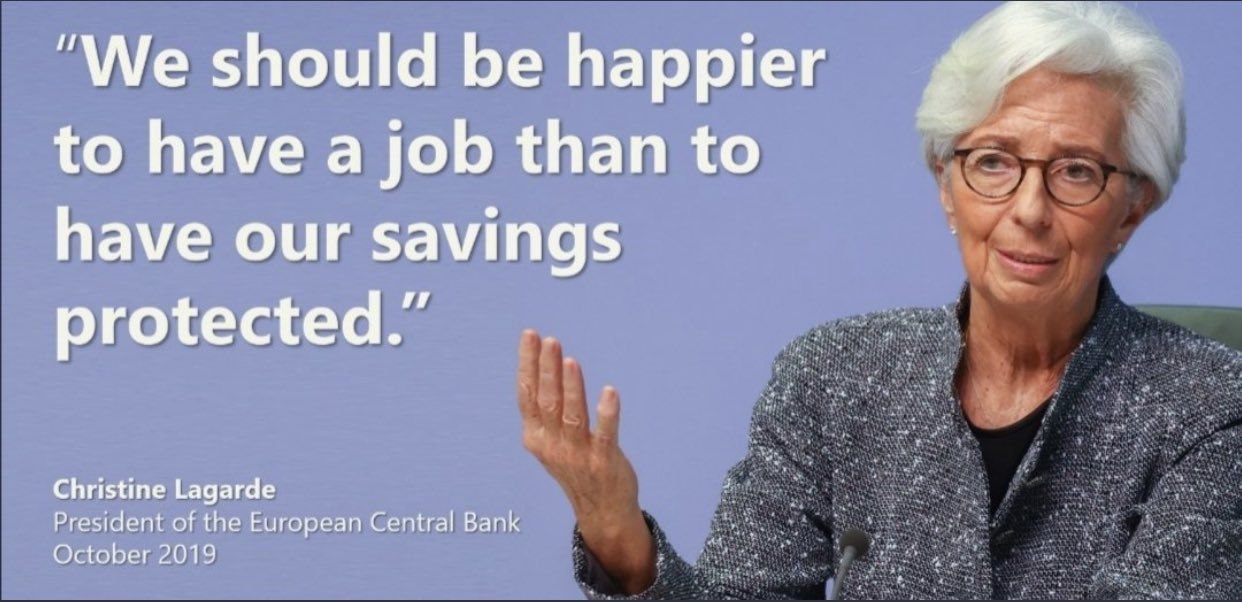 "We should be happier
to have a job than to
have our savings
protected."
Christine Lagarde
President of the European Central Bank
October 2019